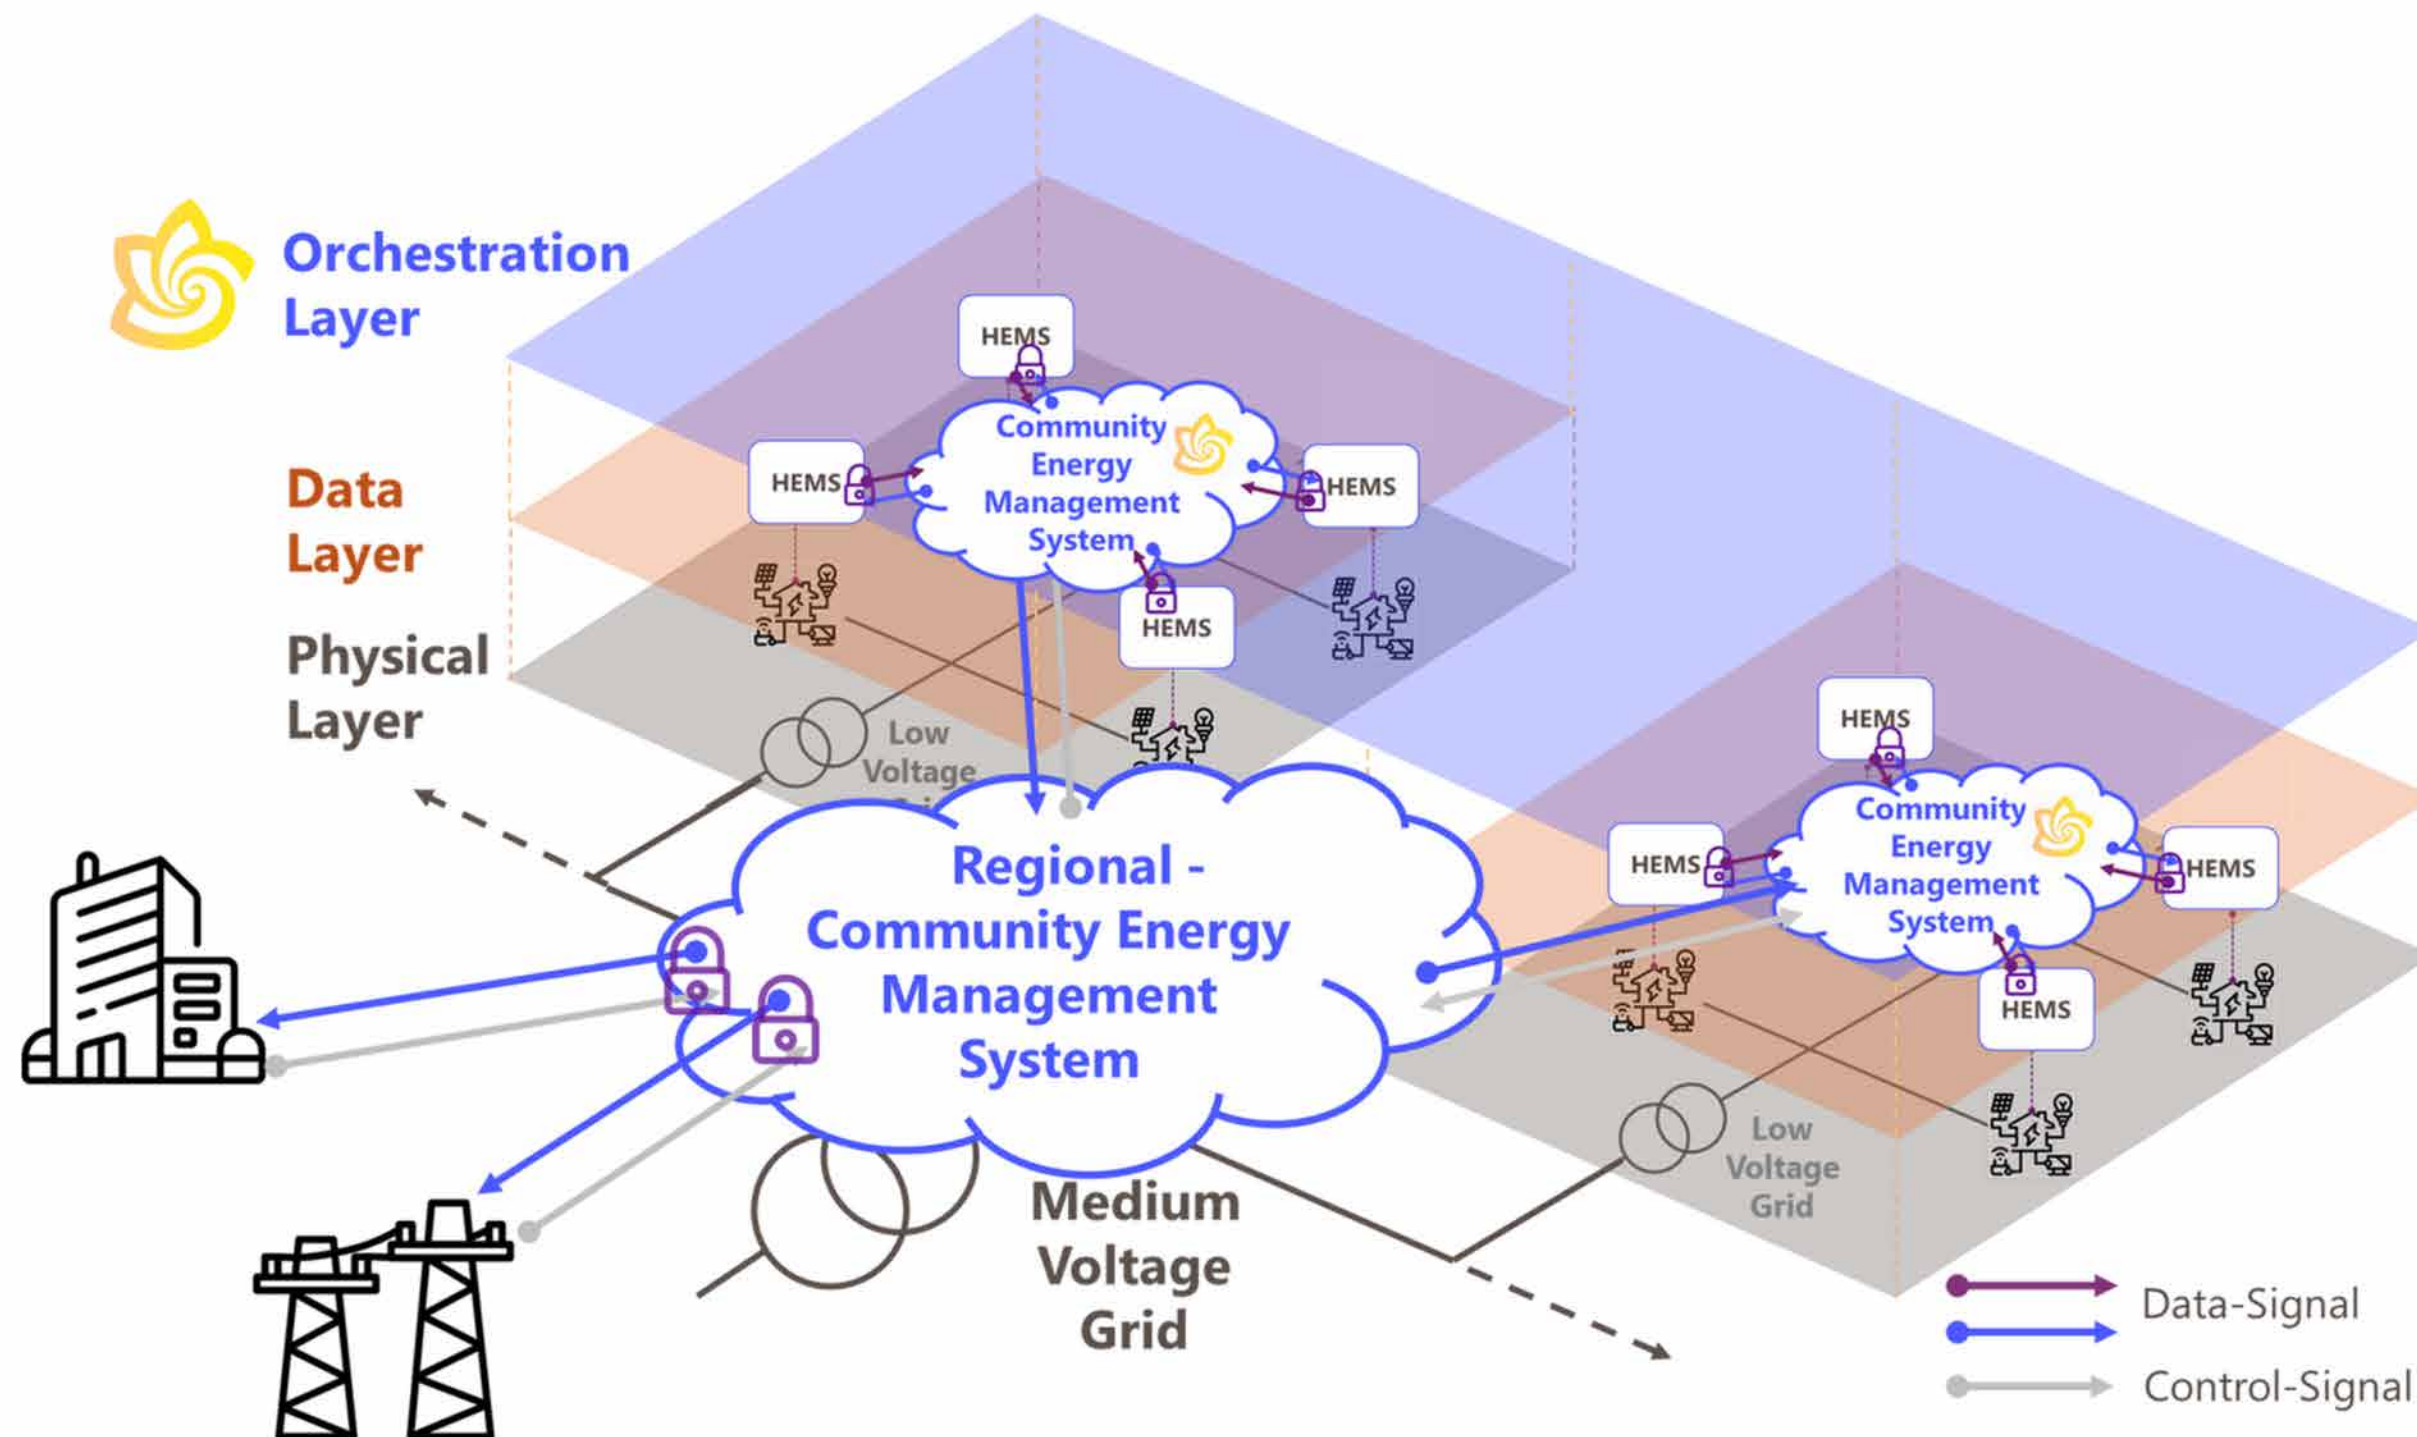 Orchestration
Layer
Data
Layer
Physical
Layer
HEMS
HEMS
Community
Energy
Management
System
HEMS
HEMS
Low
Voltage
Regional -
Community Energy
Management
System
HEMS
HEMS
Community
Energy
Management
System
HEMS
HEMS
Low
Voltage
Grid
Medium
Voltage
Grid
Data-Signal
Control-Signal